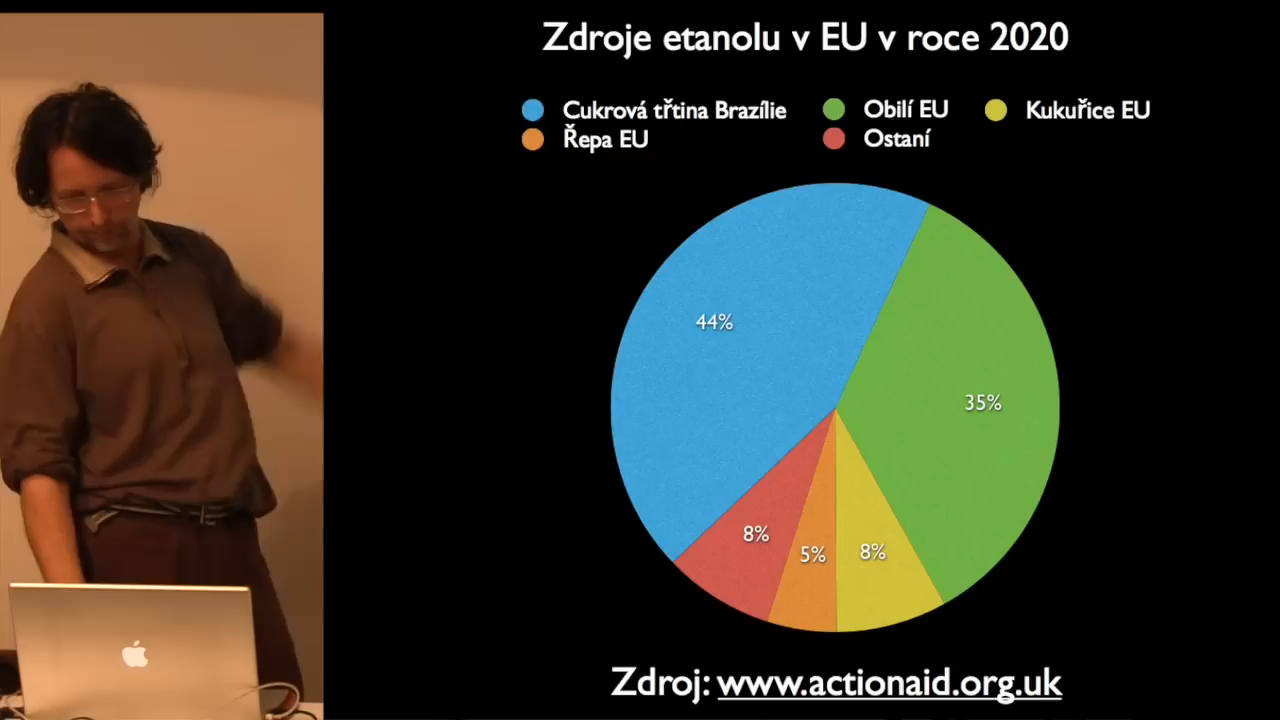 Zdroje etanolu v EU v roce 2020
Cukrová třtina Brazílie Obilí EU Kukuřice EU
Řepa EU Ostaní
44%
35%
8%
5%
8%
Zdroj: www.actionaid.org.uk